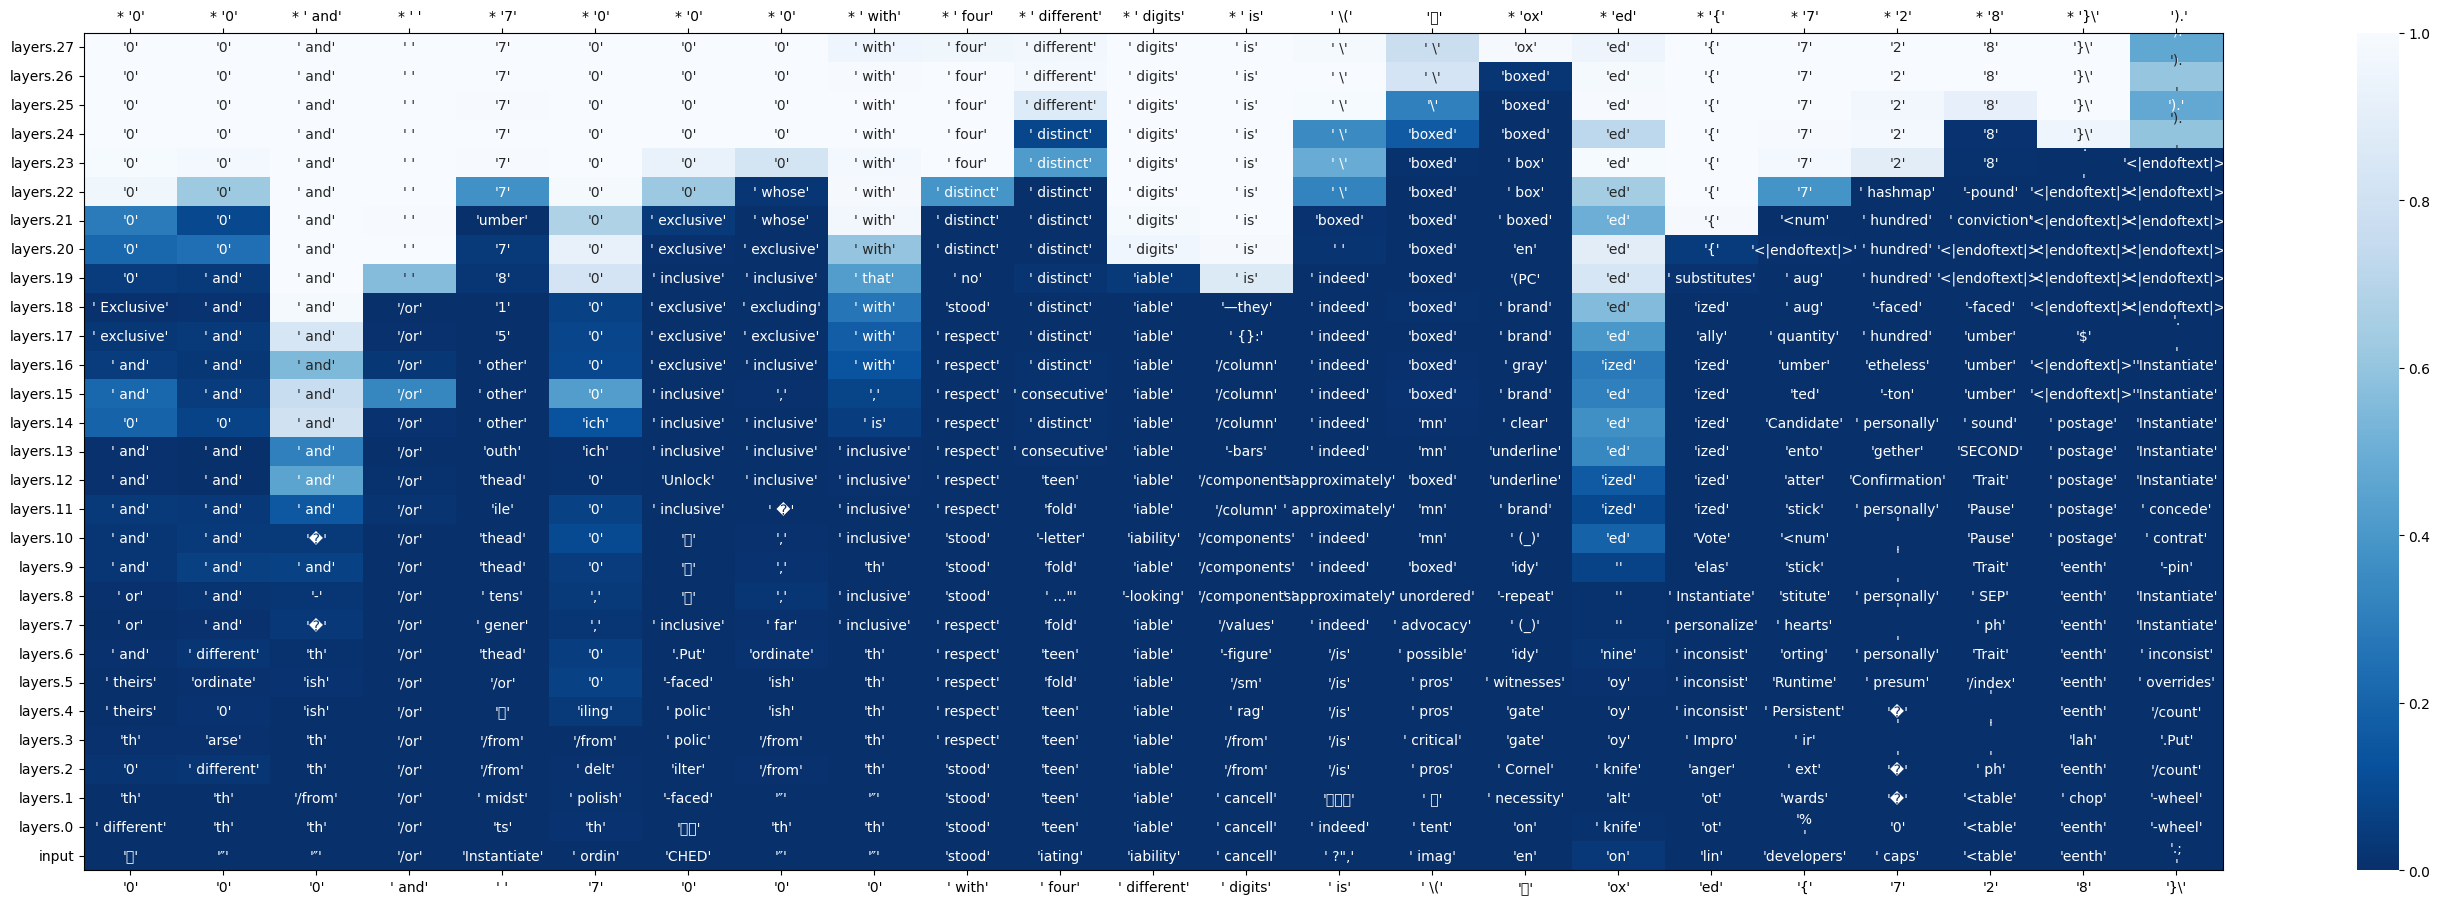 * '0' * '0' * ' and' * ' ' * '7' * '0' * '0' * '0' * ' with' * ' four' * ' different' * ' digits' * ' is' ' \(' * 'ox' * 'ed' * '{' * '7' * '2' * '8' * '}\' ').'
layers.27 '0' '0' ' and' ' ' '7' '0' '0' '0' ' with' ' four' ' different' ' digits' ' is' ' \' ' \' 'ox' 'ed' '{' '7' '2' '8' '}\'
layers.26 '0' '0' ' and' ' ' '7' '0' '0' '0' ' with' ' four' ' different' ' digits' ' is' ' \' ' \' 'boxed' 'ed' '{' '7' '2' '8' '}\' ').
layers.25 '0' '0' ' and' ' ' '7' '0' '0' '0' ' with' ' four' ' different' ' digits' ' is' ' \' '\' 'boxed' 'ed' '{' '7' '2' '8' '}\' ').'
layers.24 '0' '0' ' and' ' ' '7' '0' '0' '0' ' with' ' four' ' distinct' ' digits' ' is' ' \' 'boxed' 'boxed' 'ed' '{' '7' '2' '8' '}\' ').
layers.23 '0' '0' ' and' ' ' '7' '0' '0' '0' ' with' ' four' ' distinct' ' digits' ' is' ' \' 'boxed' ' box' 'ed' '{' '7' '2' '8' '<|endoftext|>
layers.22 '0' '0' ' and' ' ' '7' '0' '0' ' whose' ' with' ' distinct' ' distinct' ' digits' ' is' ' \' 'boxed' ' box' 'ed' '{' '7' ' hashmap' '-pound' '<|endoftext|>' '<|endoftext|>
layers.21 '0' '0' ' and' ' ' 'umber' '0' ' exclusive' ' whose' ' with' ' distinct' ' distinct' ' digits' ' is' 'boxed' 'boxed' ' boxed' 'ed' '{' '<num' ' hundred' ' conviction' '<|endoftext|>' '<|endoftext|>
layers.20 '0' '0' ' and' ' ' '7' '0' ' exclusive' ' exclusive' ' with' ' distinct' ' distinct' ' digits' ' is' ' ' 'boxed' 'en' 'ed' '{' '<|endoftext|>' ' hundred' '<|endoftext|>' '<|endoftext|>' '<|endoftext|>
layers.19 '0' ' and' ' and' ' ' '8' '0' ' inclusive' ' inclusive' ' that' ' no' ' distinct' 'iable' ' is' ' indeed' 'boxed' '(PC' 'ed' ' substitutes' ' aug' ' hundred' '<|endoftext|>' '<|endoftext|>' '<|endoftext|>
layers.18 ' Exclusive' ' and' ' and' '/or' '1' '0' ' exclusive' ' excluding' ' with' 'stood' ' distinct' 'iable' '—they' ' indeed' 'boxed' ' brand' 'ed' 'ized' ' aug' '-faced' '-faced' '<|endoftext|>' '<|endoftext|>
layers.17 ' exclusive' ' and' ' and' '/or' '5' '0' ' exclusive' ' exclusive' ' with' ' respect' ' distinct' 'iable' ' {}:' ' indeed' 'boxed' ' brand' 'ed' 'ally' ' quantity' ' hundred' 'umber' '$' '.
layers.16 ' and' ' and' ' and' '/or' ' other' '0' ' exclusive' ' inclusive' ' with' ' respect' ' distinct' 'iable' '/column' ' indeed' 'boxed' ' gray' 'ized' 'ized' 'umber' 'etheless' 'umber' '<|endoftext|>' 'Instantiate'
layers.15 ' and' ' and' ' and' '/or' ' other' '0' ' inclusive' ',' ',' ' respect' ' consecutive' 'iable' '/column' ' indeed' 'boxed' ' brand' 'ed' 'ized' 'ted' '-ton' 'umber' '<|endoftext|>' 'Instantiate'
layers.14 '0' '0' ' and' '/or' ' other' 'ich' ' inclusive' ' inclusive' ' is' ' respect' ' distinct' 'iable' '/column' ' indeed' 'mn' ' clear' 'ed' 'ized' 'Candidate' ' personally' ' sound' ' postage' 'Instantiate'
layers.13 ' and' ' and' ' and' '/or' 'outh' 'ich' ' inclusive' ' inclusive' ' inclusive' ' respect' ' consecutive' 'iable' '-bars' ' indeed' 'mn' 'underline' 'ed' 'ized' 'ento' 'gether' 'SECOND' ' postage' 'Instantiate'
layers.12 ' and' ' and' ' and' '/or' 'thead' '0' 'Unlock' ' inclusive' ' inclusive' ' respect' 'teen' 'iable' '/components' ' approximately' 'boxed' 'underline' 'ized' 'ized' 'atter' 'Confirmation' 'Trait' ' postage' 'Instantiate'
layers.11 ' and' ' and' ' and' '/or' 'ile' '0' ' inclusive' ' �' ' inclusive' ' respect' 'fold' 'iable' '/column' ' approximately' 'mn' ' brand' 'ized' 'ized' 'stick' ' personally' 'Pause' ' postage' ' concede'
layers.10 ' and' ' and' '�' '/or' 'thead' '0' ',' ' inclusive' 'stood' '-letter' 'iability' '/components' ' indeed' 'mn' ' (_)' 'ed' 'Vote' '<num' 'Pause' ' postage' ' contrat'
layers.9 ' and' ' and' ' and' '/or' 'thead' '0' ',' 'th' 'stood' 'fold' 'iable' '/components' ' indeed' 'boxed' 'idy' '' 'elas' 'stick' 'Trait' 'eenth' '-pin'
layers.8 ' or' ' and' '-' '/or' ' tens' ',' ',' ' inclusive' 'stood' ' ..."' '-looking' '/components' ' approximately' ' unordered' '-repeat' '' ' Instantiate' 'stitute' ' personally' ' SEP' 'eenth' 'Instantiate'
layers.7 ' or' ' and' '�' '/or' ' gener' ',' ' inclusive' ' far' ' inclusive' ' respect' 'fold' 'iable' '/values' ' indeed' ' advocacy' ' (_)' '' ' personalize' ' hearts' ' ph' 'eenth' 'Instantiate'
layers.6 ' and' ' different' 'th' '/or' 'thead' '0' '.Put' 'ordinate' 'th' ' respect' 'teen' 'iable' '-figure' '/is' ' possible' 'idy' 'nine' ' inconsist' 'orting' ' personally' 'Trait' 'eenth' ' inconsist'
layers.5 ' theirs' 'ordinate' 'ish' '/or' '/or' '0' '-faced' 'ish' 'th' ' respect' 'fold' 'iable' '/sm' '/is' ' pros' ' witnesses' 'oy' ' inconsist' 'Runtime' ' presum' '/index' 'eenth' ' overrides'
layers.4 ' theirs' '0' 'ish' '/or' 'iling' ' polic' 'ish' 'th' ' respect' 'teen' 'iable' ' rag' '/is' ' pros' 'gate' 'oy' ' inconsist' ' Persistent' '�' 'eenth' '/count'
layers.3 'th' 'arse' 'th' '/or' '/from' '/from' ' polic' '/from' 'th' ' respect' 'teen' 'iable' '/from' '/is' ' critical' 'gate' 'oy' ' Impro' ' ir' 'lah' '.Put'
layers.2 '0' ' different' 'th' '/or' '/from' ' delt' 'ilter' '/from' 'th' ' stood' 'teen' 'iable' '/from' '/is' ' pros' ' Cornel' ' knife' 'anger' ' ext' '�' ' ph' 'eenth' '/count'
layers.1 'th' 'th' '/from' '/or' ' midst' ' polish' '-faced' '“' '“' 'stood' 'teen' 'iable' ' cancell' ' necessity' 'alt' 'ot' 'wards' '�' '<table' ' chop' '-wheel'
layers.0 ' different' 'th' 'th' '/or' 'ts' 'th' 'th' 'th' 'stood' 'teen' 'iable' ' cancell' ' indeed' ' tent' 'on' ' knife' 'ot' '% '0' '<table' 'eenth' '-wheel'
input '/or' 'Instantiate' ' ordin' 'CHED' 'stood' 'iating' 'iability' ' cancell' ' ?",' ' imag' 'en' 'on' 'lin' 'developers' ' caps' '<table' 'eenth' '.;
'0' '0' '0' ' and' ' ' '7' '0' '0' '0' ' with' ' four' ' different' ' digits' ' is' ' \(' 'ox' 'ed' '{' '7' '2' '8' '}\'
1.0
0.8
0.6
0.4
0.2
0.0